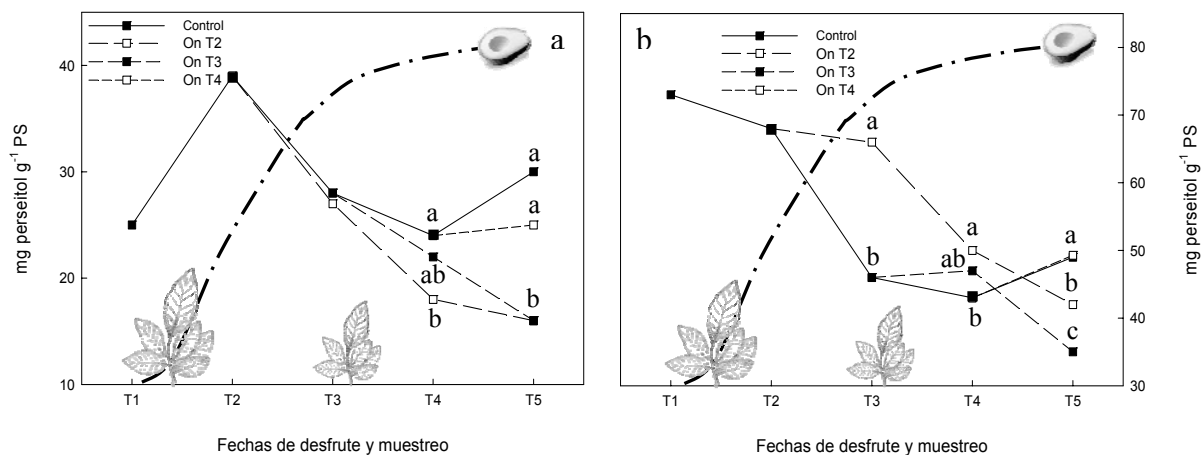 a
Control
On T2
On T3
On T4
40
30
20
10
mg perseitol g⁻¹ PS
a
a
a
ab
b
b
T1 T2 T3 T4 T5
Fechas de desfrute y muestreo
b
Control
On T2
On T3
On T4
80
70
60
50
40
30
mg perseitol g⁻¹ PS
a
a
a
b
ab
b
b
c
T1 T2 T3 T4 T5
Fechas de desfrute y muestreo